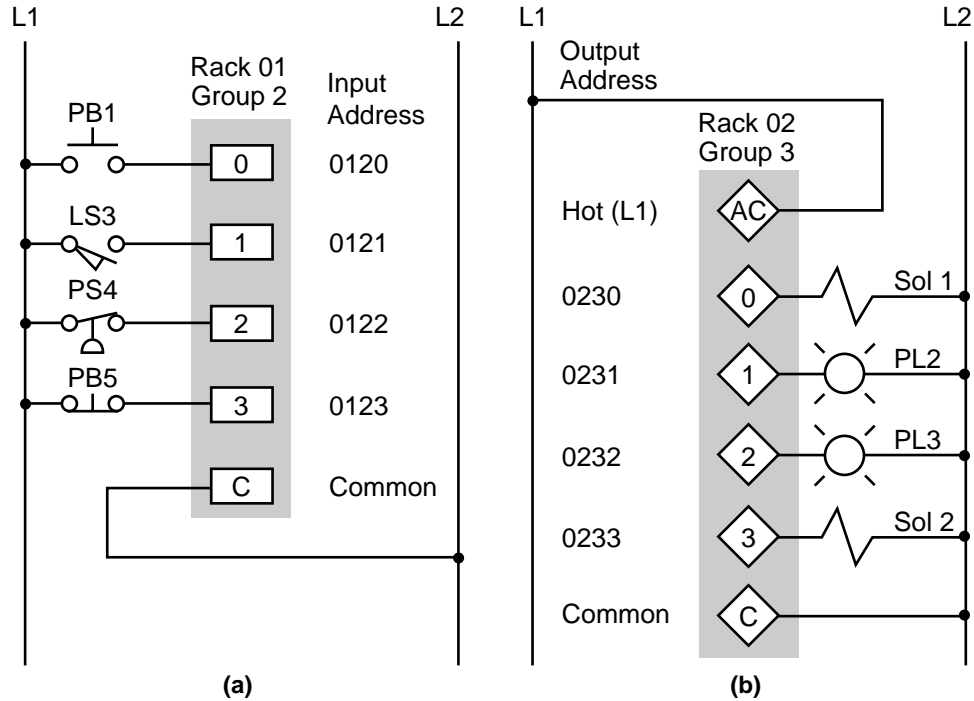 L1
L2
Rack 01
Group 2
Input
Address
PB1
0
0120
LS3
1
0121
PS4
2
0122
PB5
3
0123
C
Common
(a)
L1
L2
Output
Address
Rack 02
Group 3
Hot (L1)
AC
0230
0
Sol 1
0231
1
PL2
0232
2
PL3
0233
3
Sol 2
Common
C
(b)